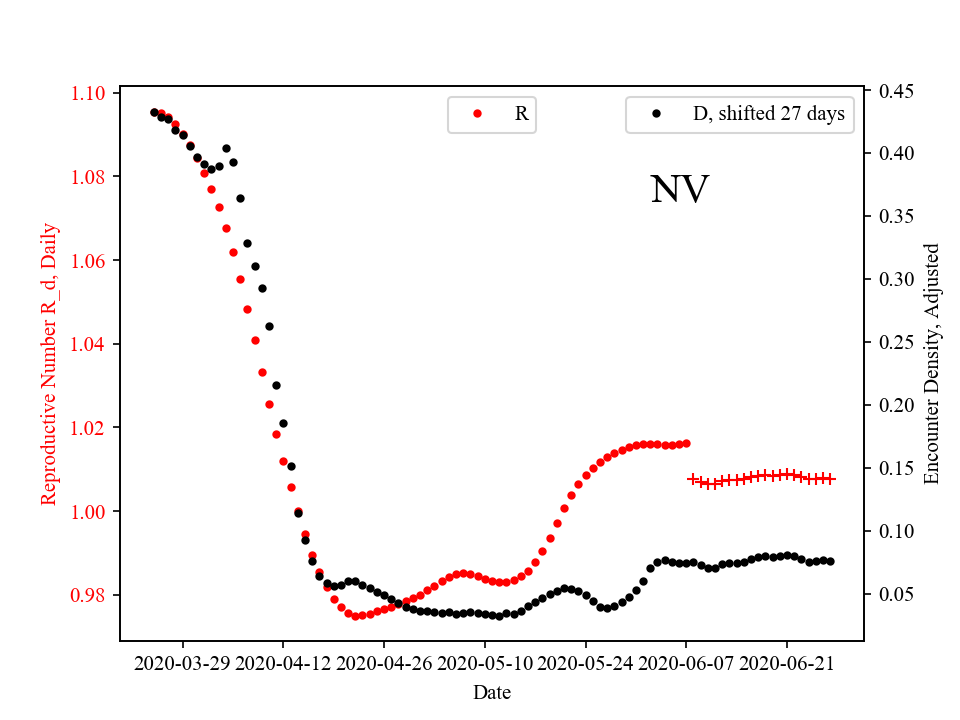 R
D, shifted 27 days
NV
Reproductive Number R_d, Daily
1.10
1.08
1.06
1.04
1.02
1.00
0.98
0.45
0.40
0.35
0.30
0.25
0.20
0.15
0.10
0.05
Encounter Density, Adjusted
2020-03-29 2020-04-12 2020-04-26 2020-05-10 2020-05-24 2020-06-07 2020-06-21
Date